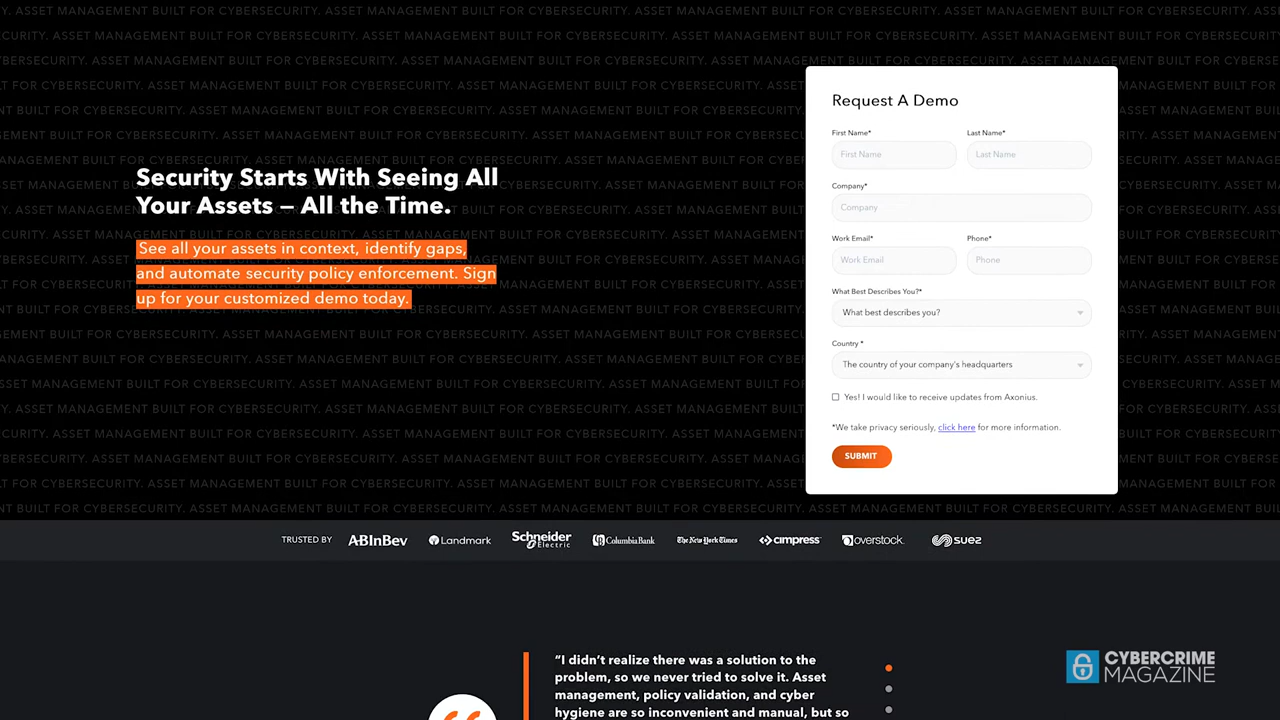 ASSET MANAGEMENT BUILT FOR CYBERSECURITY.
Security Starts With Seeing All
Your Assets – All the Time.
See all your assets in context, identify gaps,
and automate security policy enforcement. Sign
up for your customized demo today.
Request A Demo
First Name* Last Name*
First Name Last Name
Company*
Company
Work Email* Phone*
Work Email Phone
What Best Describes You?*
What best describes you?
Country *
The country of your company's headquarters
Yes! I would like to receive updates from Axonius.
*We take privacy seriously, click here for more information.
SUBMIT
TRUSTED BY ABInBev Landmark Schneider Electric Columbia Bank The New York Times cimpress overstock. suez
“I didn’t realize there was a solution to the
problem, so we never tried to solve it. Asset
management, policy validation, and cyber
hygiene are so inconvenient and manual, but so
CYBERCRIME
MAGAZINE